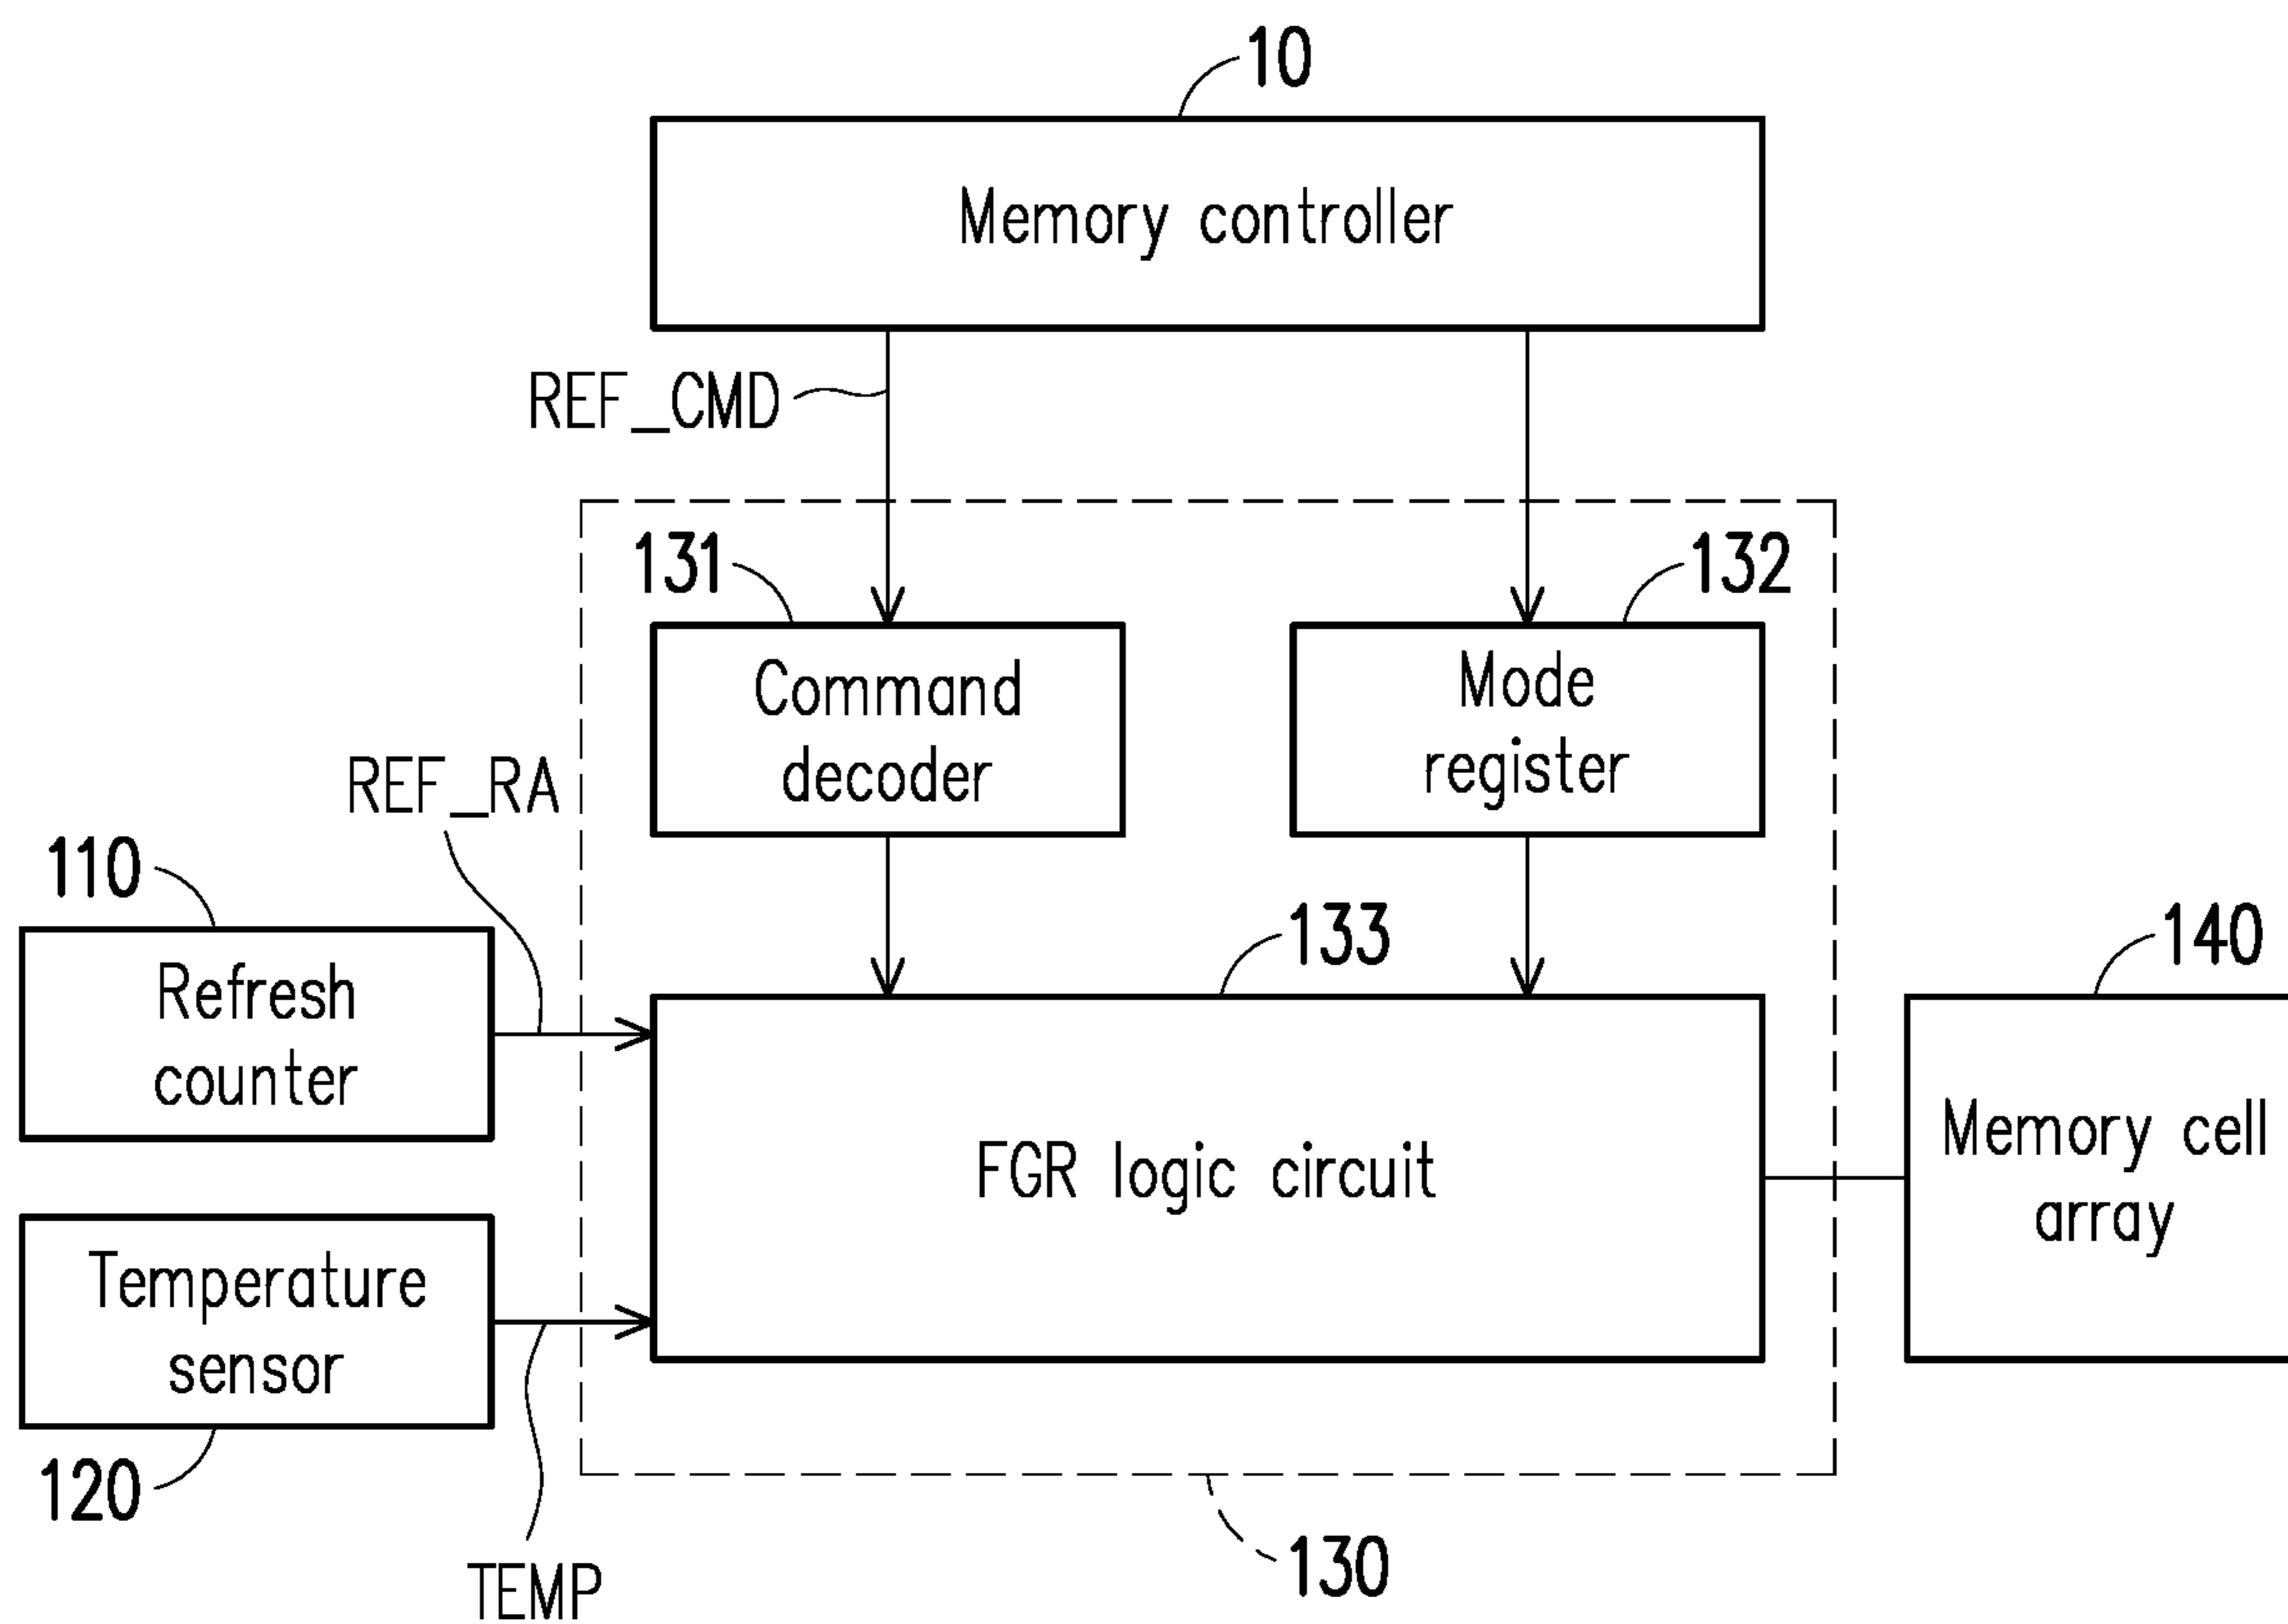 10
Memory controller
REF_CMD
131
132
Command
decoder
Mode
register
REF_RA
110
133
140
Refresh
counter
FGR logic circuit
Memory cell
array
Temperature
sensor
120
130
TEMP